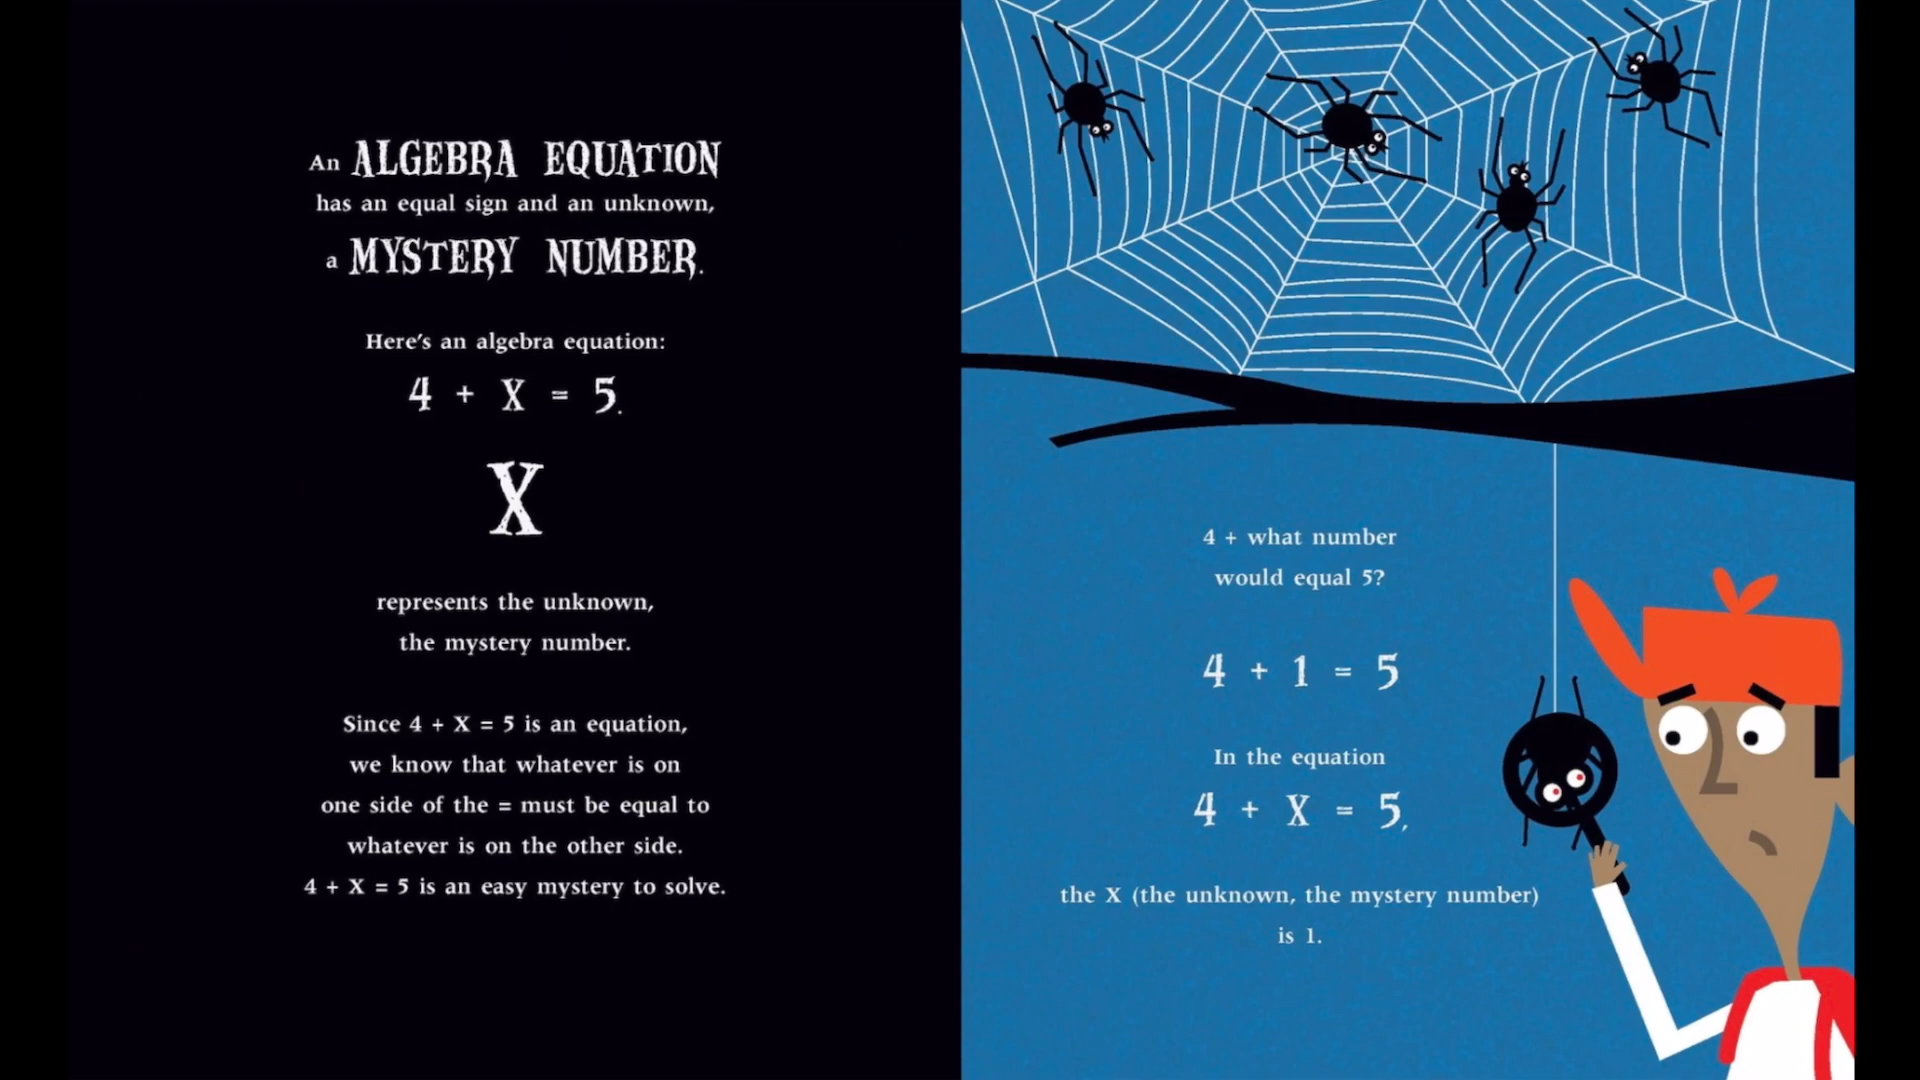 An ALGEBRA EQUATION
has an equal sign and an unknown,
a MYSTERY NUMBER.
Here's an algebra equation:
4 + X = 5.
X
represents the unknown,
the mystery number.
Since 4 + X = 5 is an equation,
we know that whatever is on
one side of the = must be equal to
whatever is on the other side.
4 + X = 5 is an easy mystery to solve.
4 + what number
would equal 5?
4 + 1 = 5
In the equation
4 + X = 5,
the X (the unknown, the mystery number)
is 1.